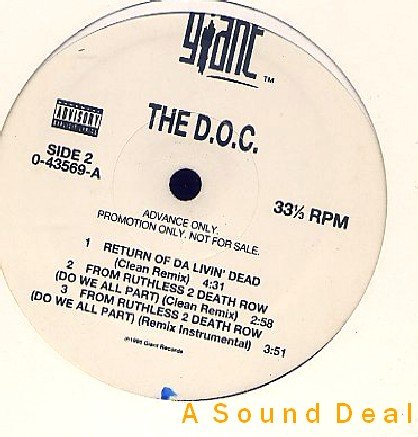 giant
TM
PARENTAL
ADVISORY
EXPLICIT LYRICS
THE D.O.C.
SIDE 2
0-43569-A
33⅓ RPM
ADVANCE ONLY.
PROMOTION ONLY. NOT FOR SALE.
1 RETURN OF DA LIVIN' DEAD
(Clean Remix) 4:31
2 FROM RUTHLESS 2 DEATH ROW
(DO WE ALL PART) (Clean Remix) 2:58
3 FROM RUTHLESS 2 DEATH ROW
(DO WE ALL PART) (Remix Instrumental) 3:51
Giant Records
A Sound Deal